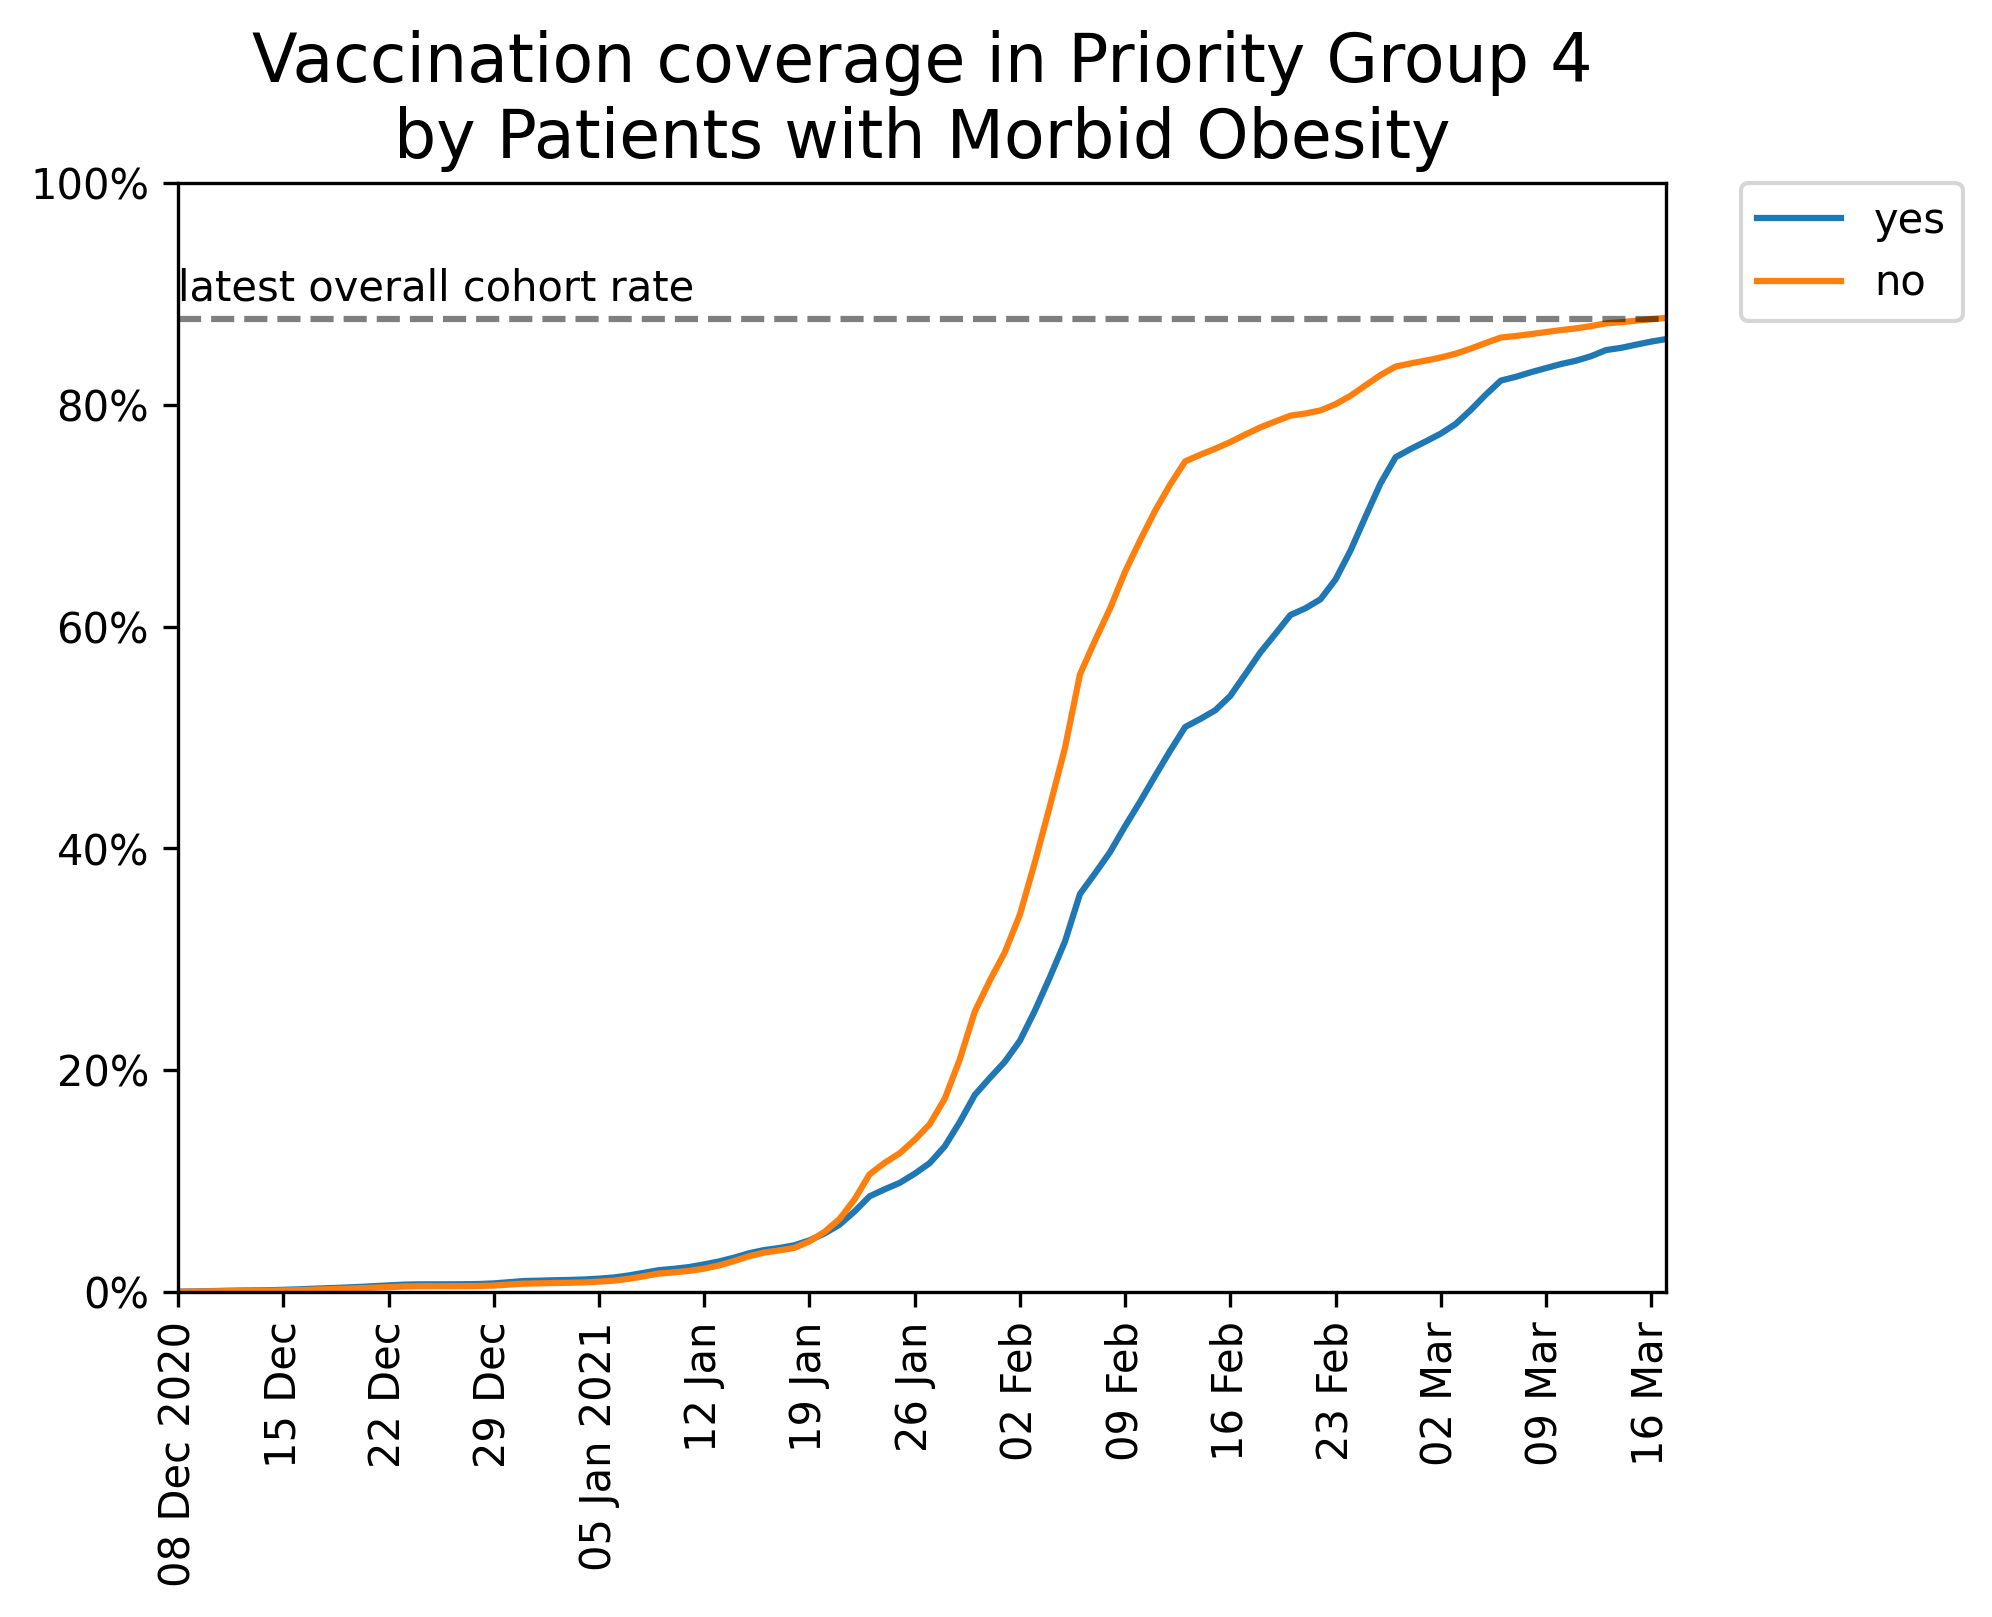 Vaccination coverage in Priority Group 4
by Patients with Morbid Obesity
100%
80%
60%
40%
20%
0%
latest overall cohort rate
yes
no
08 Dec 2020
15 Dec
22 Dec
29 Dec
05 Jan 2021
12 Jan
19 Jan
26 Jan
02 Feb
09 Feb
16 Feb
23 Feb
02 Mar
09 Mar
16 Mar